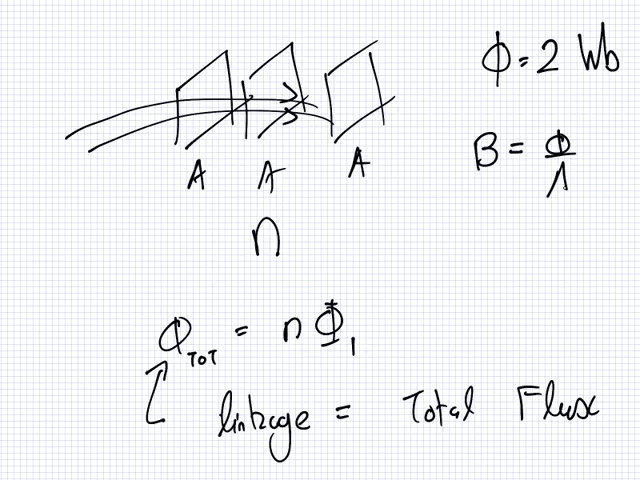 ϕ = 2 Wb
B = Φ/A
A A A
n
Φ_TOT = n Φ_1
linkage = Total Flux